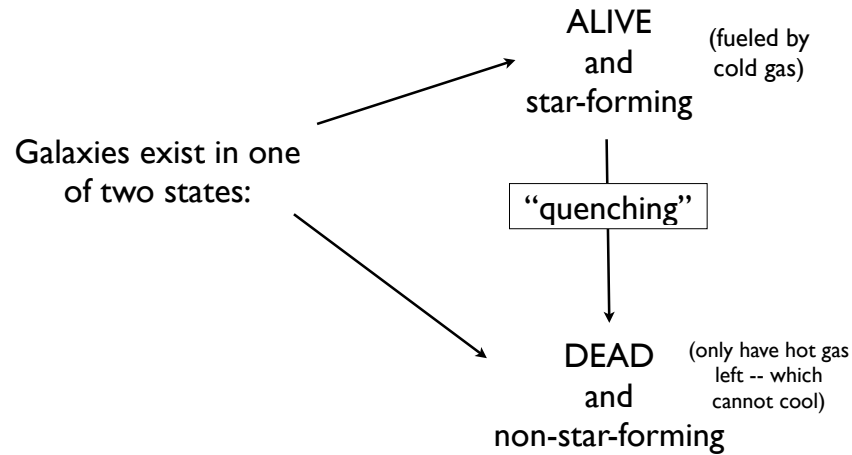 Galaxies exist in one
of two states:
ALIVE
and
star-forming
(fueled by
cold gas)
“quenching”
DEAD
and
non-star-forming
(only have hot gas
left -- which
cannot cool)